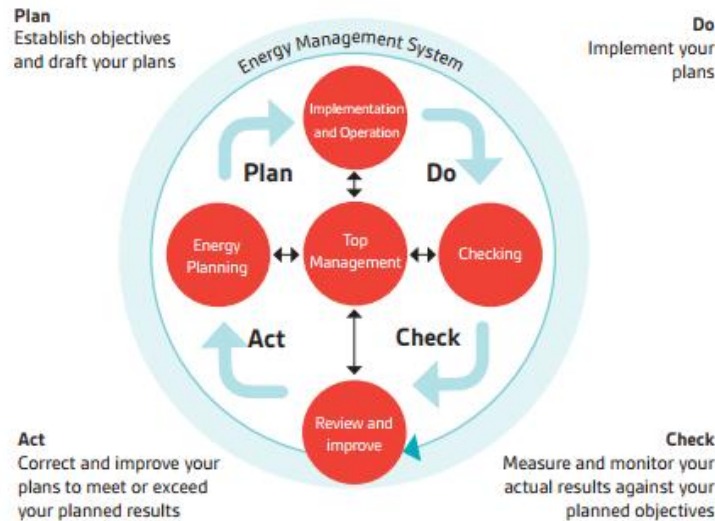 Plan
Establish objectives
and draft your plans
Do
Implement your
plans
Energy Management System
Implementation
and Operation
Plan
Do
Energy
Planning
Top
Management
Checking
Act
Check
Review and
improve
Act
Correct and improve your
plans to meet or exceed
your planned results
Check
Measure and monitor your
actual results against your
planned objectives